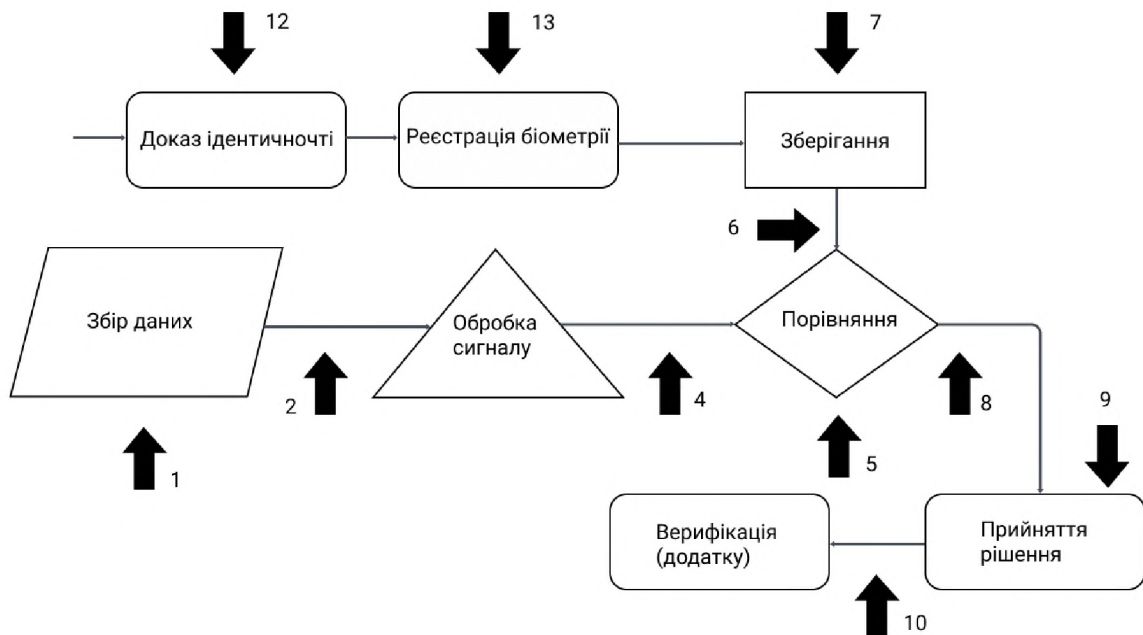 12
13
7
Доказ ідентичночті
Реєстрація біометрії
Зберігання
6
Збір даних
Обробка
сигналу
Порівняння
2
4
8
9
1
5
Верифікація
(додатку)
Прийняття
рішення
10